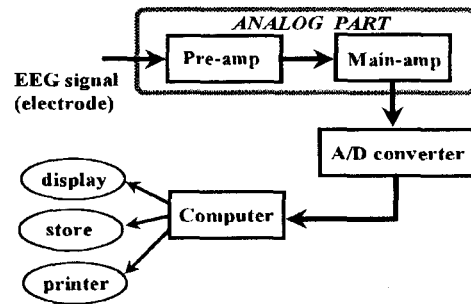 ANALOG PART
Pre-amp
Main-amp
EEG signal
(electrode)
A/D converter
display
Computer
store
printer